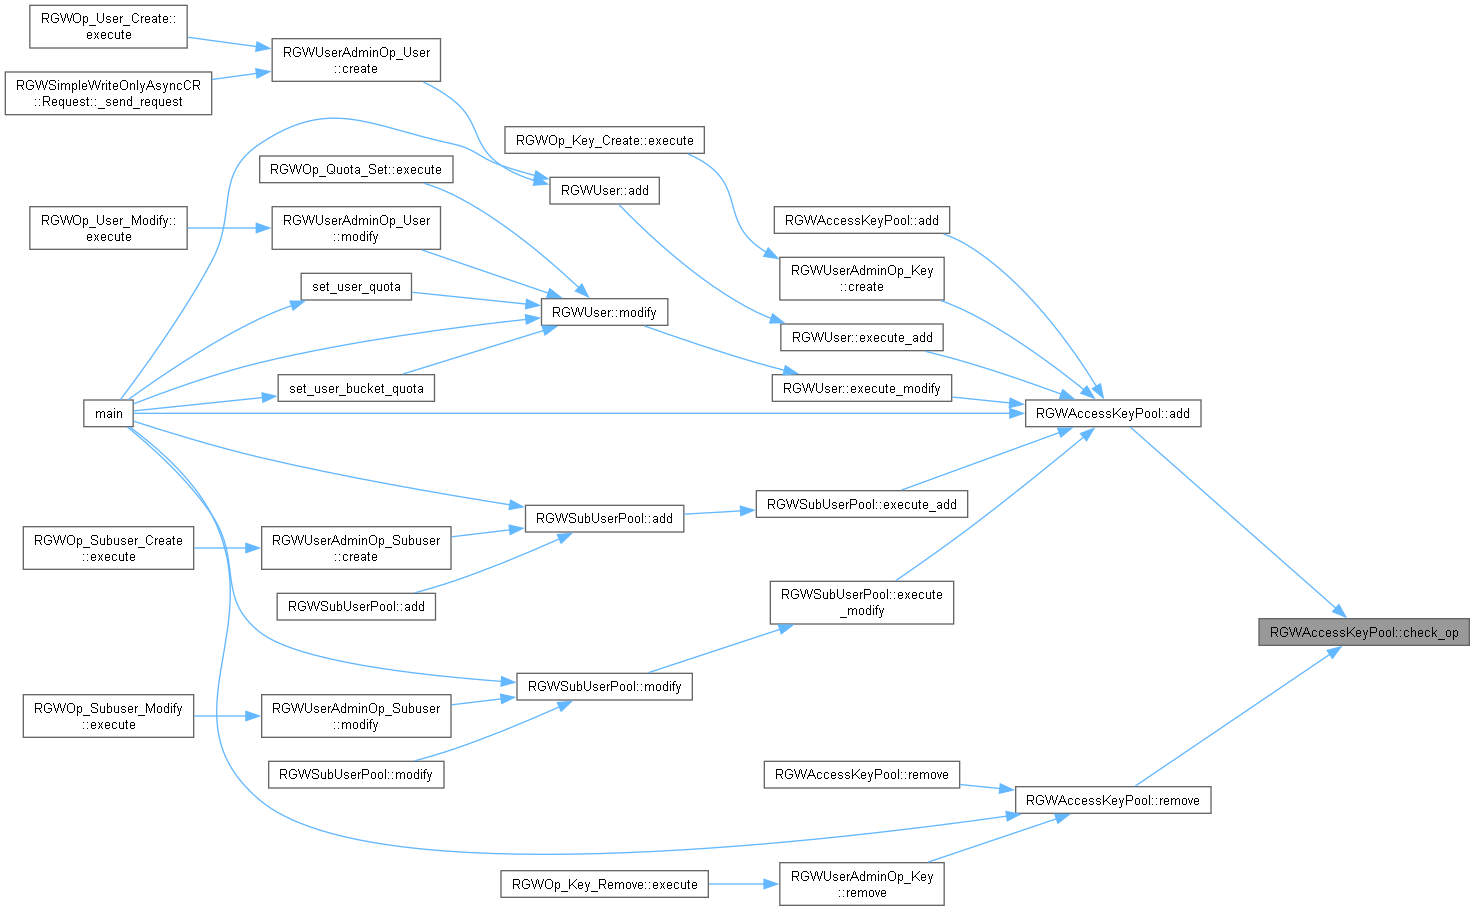 RGWOp_User_Create::
execute
RGWUserAdminOp_User
::create
RGWSimpleWriteOnlyAsyncCR
::Request::_send_request
RGWOp_Key_Create::execute
RGWOp_Quota_Set::execute
RGWUser::add
RGWOp_User_Modify::
execute
RGWUserAdminOp_User
::modify
RGWAccessKeyPool::add
RGWUserAdminOp_Key
::create
set_user_quota
RGWUser::modify
RGWUser::execute_add
set_user_bucket_quota
RGWUser::execute_modify
main
RGWAccessKeyPool::add
RGWSubUserPool::execute_add
RGWSubUserPool::add
RGWOp_Subuser_Create
::execute
RGWUserAdminOp_Subuser
::create
RGWSubUserPool::add
RGWSubUserPool::execute
_modify
RGWAccessKeyPool::check_op
RGWSubUserPool::modify
RGWOp_Subuser_Modify
::execute
RGWUserAdminOp_Subuser
::modify
RGWSubUserPool::modify
RGWAccessKeyPool::remove
RGWAccessKeyPool::remove
RGWOp_Key_Remove::execute
RGWUserAdminOp_Key
::remove